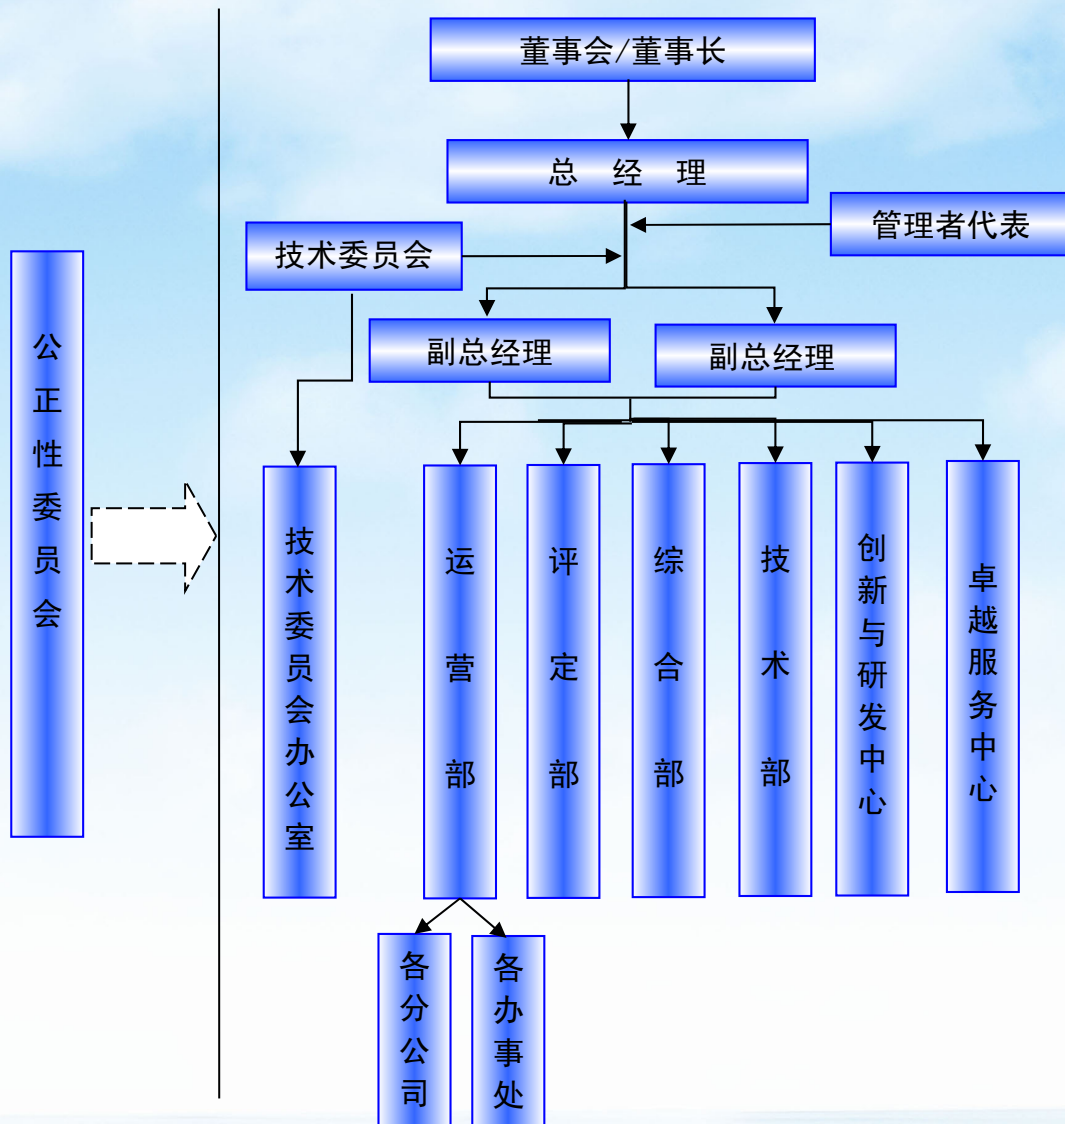 董事会/董事长
总 经 理
管理者代表
技术委员会
副总经理
副总经理
公正性委员会
技术委员会办公室
运营部
评定部
综合部
技术部
创新与研发中心
卓越服务中心
各分公司
各办事处